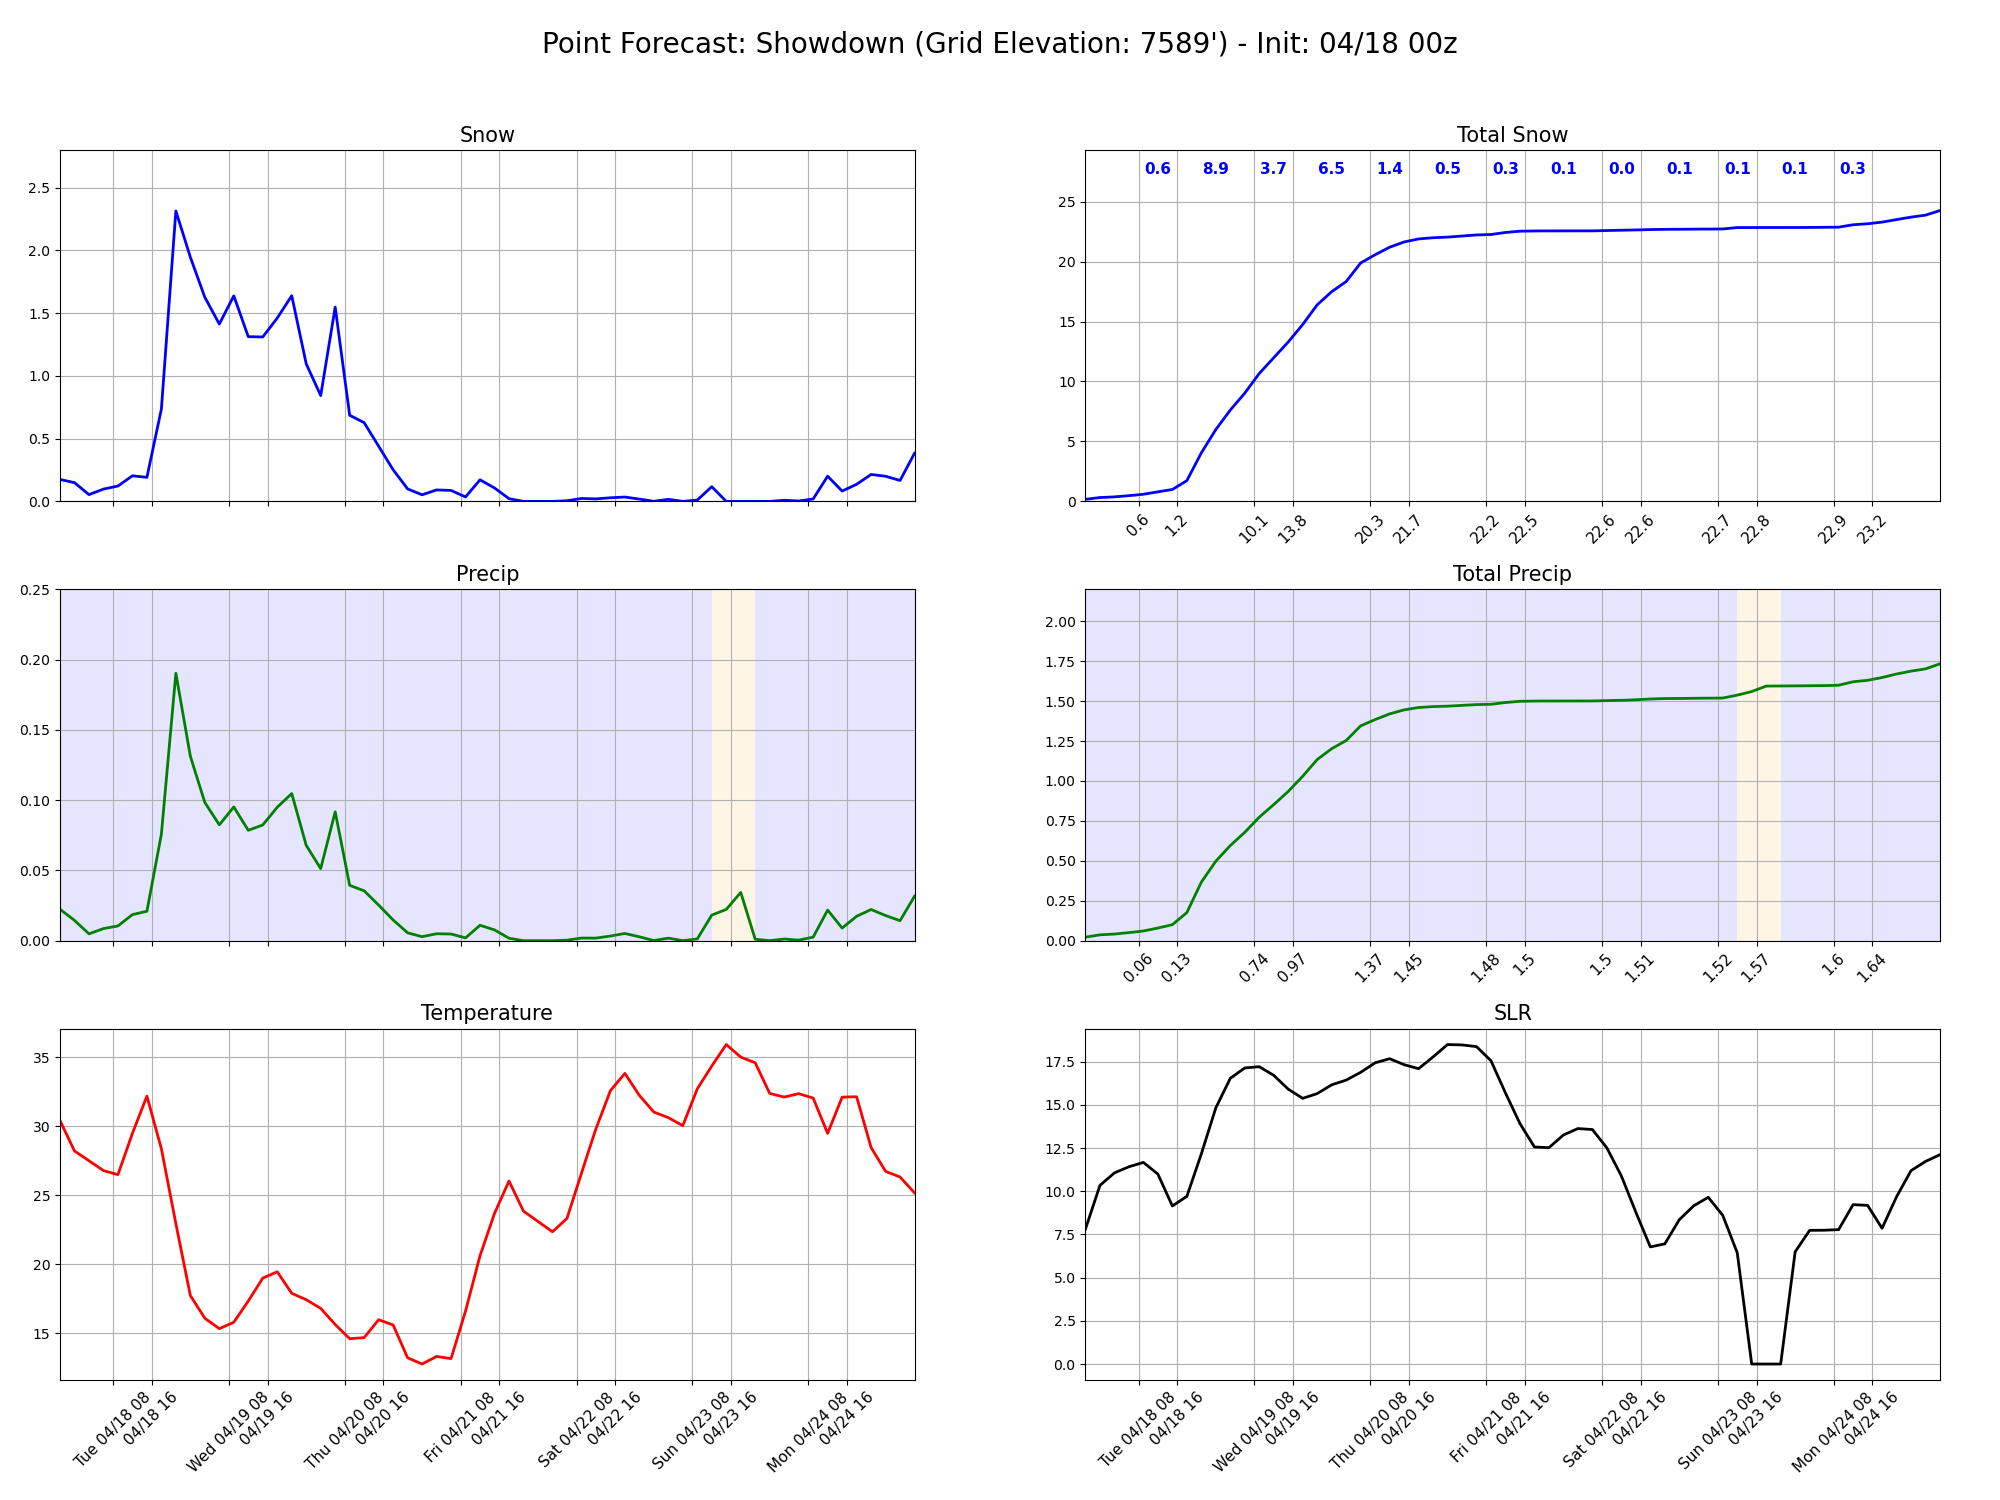 Point Forecast: Showdown (Grid Elevation: 7589') - Init: 04/18 00z
Snow
2.5
2.0
1.5
1.0
0.5
0.0
Total Snow
0.6 8.9 3.7 6.5 1.4 0.5 0.3 0.1 0.0 0.1 0.1 0.1 0.3
25
20
15
10
5
0
0.6 1.2 10.1 13.8 20.3 21.7 22.2 22.5 22.6 22.6 22.7 22.8 22.9 23.2
Precip
0.25
0.20
0.15
0.10
0.05
0.00
Total Precip
2.00
1.75
1.50
1.25
1.00
0.75
0.50
0.25
0.00
0.06 0.13 0.74 0.97 1.37 1.45 1.48 1.5 1.5 1.51 1.52 1.57 1.6 1.64
Temperature
35
30
25
20
15
Tue 04/18 08
04/18 16
Wed 04/19 08
04/19 16
Thu 04/20 08
04/20 16
Fri 04/21 08
04/21 16
Sat 04/22 08
04/22 16
Sun 04/23 08
04/23 16
Mon 04/24 08
04/24 16
SLR
17.5
15.0
12.5
10.0
7.5
5.0
2.5
0.0
Tue 04/18 08
04/18 16
Wed 04/19 08
04/19 16
Thu 04/20 08
04/20 16
Fri 04/21 08
04/21 16
Sat 04/22 08
04/22 16
Sun 04/23 08
04/23 16
Mon 04/24 08
04/24 16